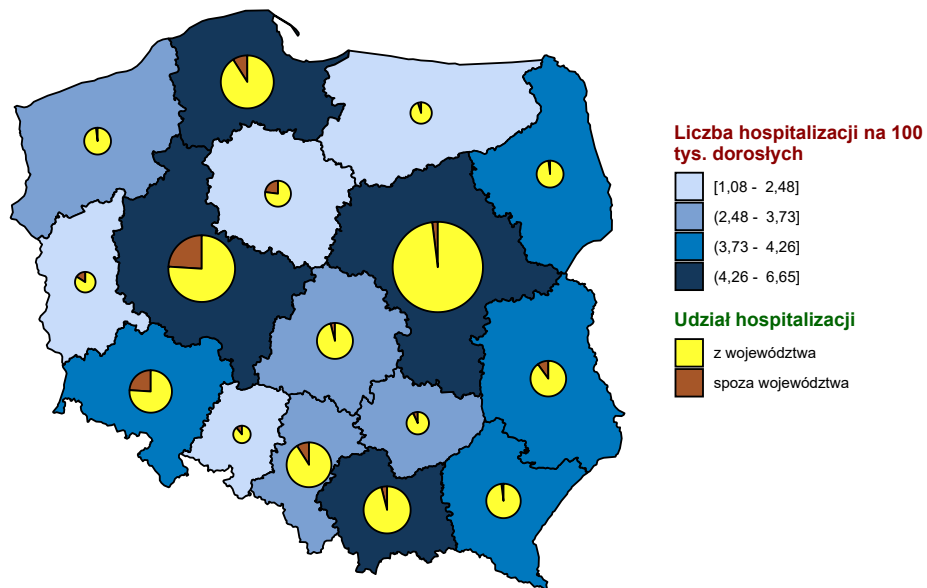 Liczba hospitalizacji na 100
tys. dorosłych
[1,08 - 2,48]
(2,48 - 3,73]
(3,73 - 4,26]
(4,26 - 6,65]
Udział hospitalizacji
z województwa
spoza województwa